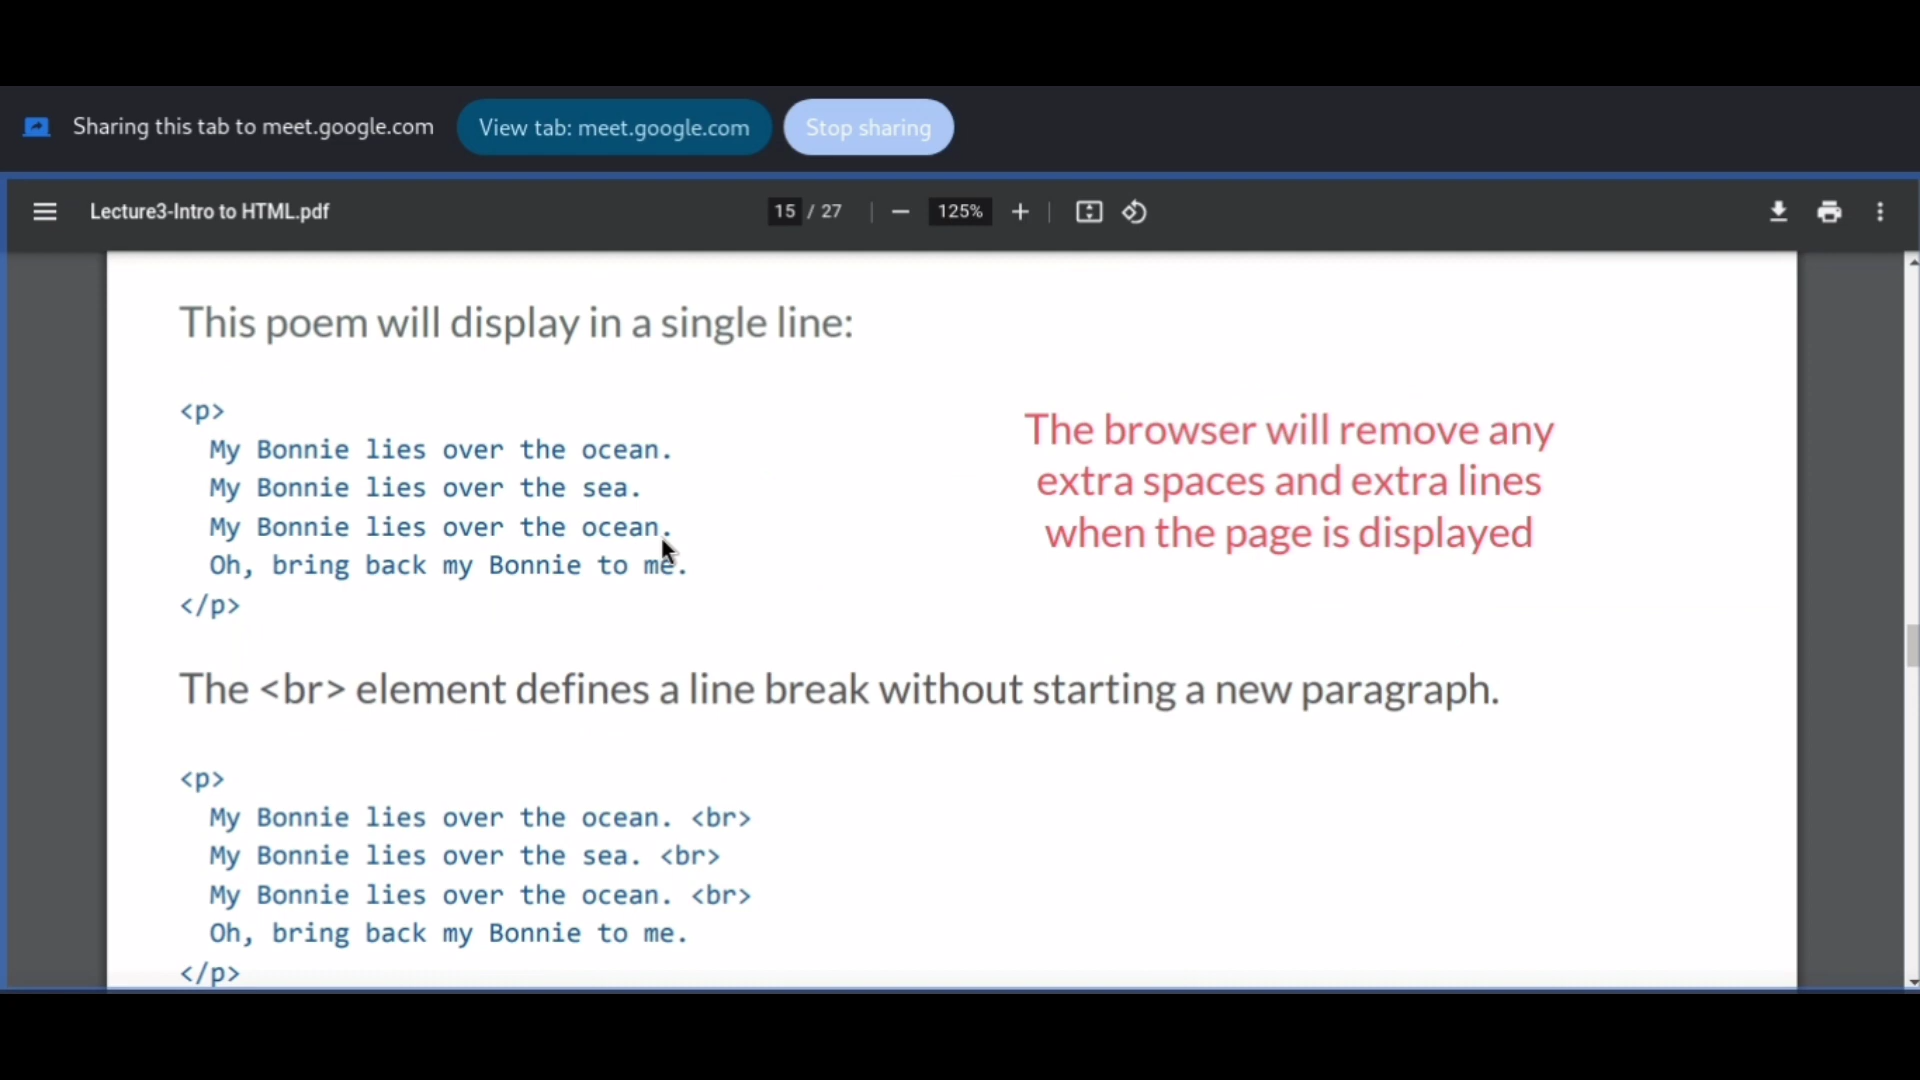 Sharing this tab to meet.google.com View tab: meet.google.com Stop sharing
Lecture3-Intro to HTML.pdf 15 / 27 125%
This poem will display in a single line:
<p>
My Bonnie lies over the ocean.
My Bonnie lies over the sea.
My Bonnie lies over the ocean.
Oh, bring back my Bonnie to me.
</p>
The browser will remove any
extra spaces and extra lines
when the page is displayed
The <br> element defines a line break without starting a new paragraph.
<p>
My Bonnie lies over the ocean. <br>
My Bonnie lies over the sea. <br>
My Bonnie lies over the ocean. <br>
Oh, bring back my Bonnie to me.
</p>